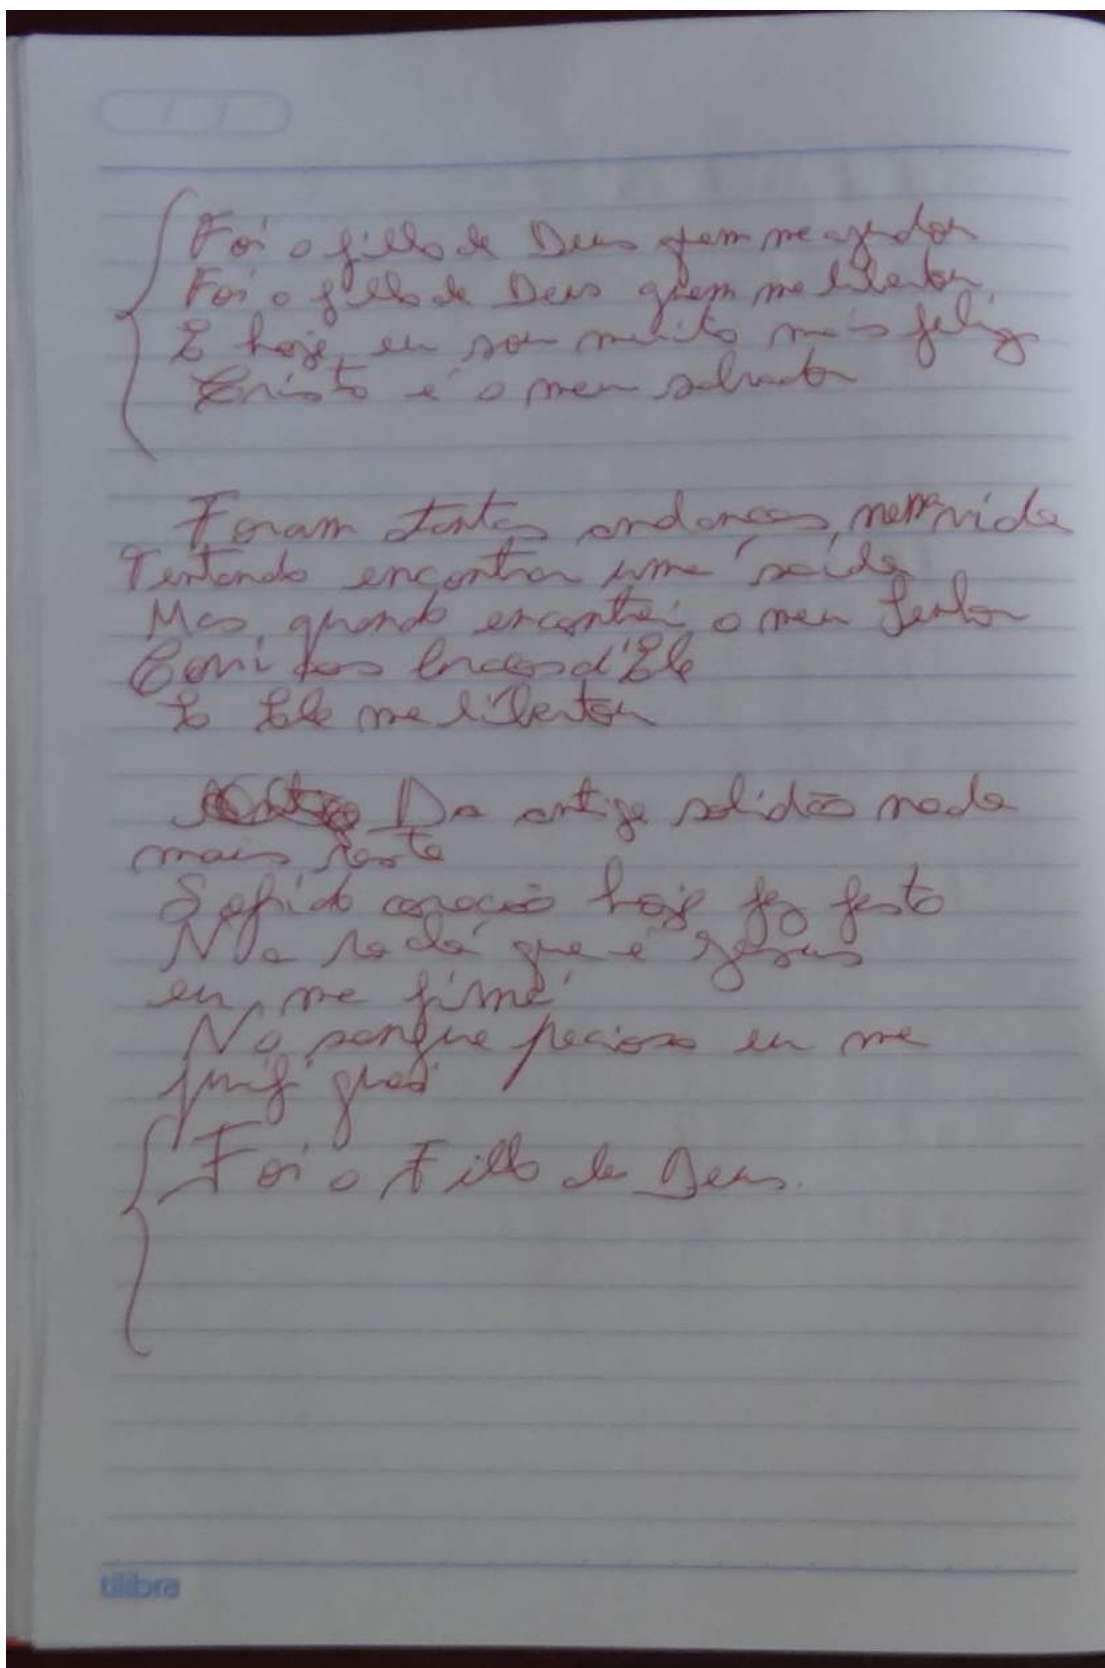 Foi o filho de Deus quem me ajudou
Foi o filho de Deus quem me libertou,
E hoje, eu sou muito mais feliz
Cristo é o meu salvador
Foram tantas andanças, nessa vida
Tentando encontrar uma saída
Mas, quando encontrei o meu Senhor
Corri pros braços d'Ele
E Ele me libertou
Da antiga solidão nada
mais resta
Sofrido coração hoje fez festa
Na rocha que é Jesus
eu, me firmei
No sangue precioso eu me
purifiquei
Foi o Filho de Deus.
tilibra